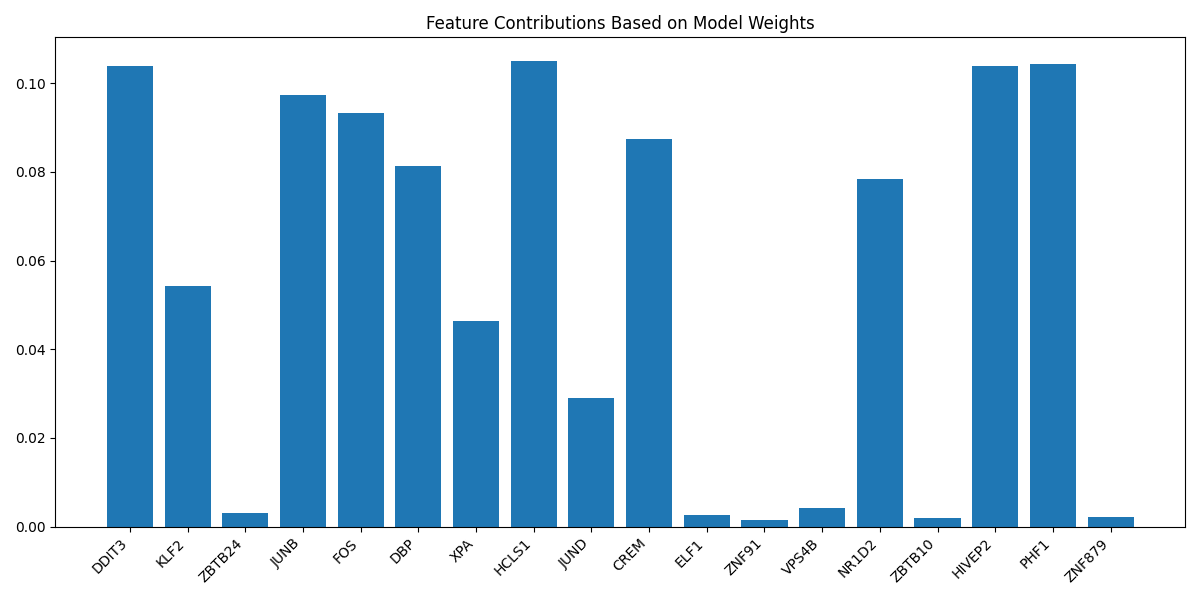 Feature Contributions Based on Model Weights
0.10
0.08
0.06
0.04
0.02
0.00
DDIT3
KLF2
ZBTB24
JUNB
FOS
DBP
XPA
HCLS1
JUND
CREM
ELF1
ZNF91
VPS4B
NR1D2
ZBTB10
HIVEP2
PHF1
ZNF879